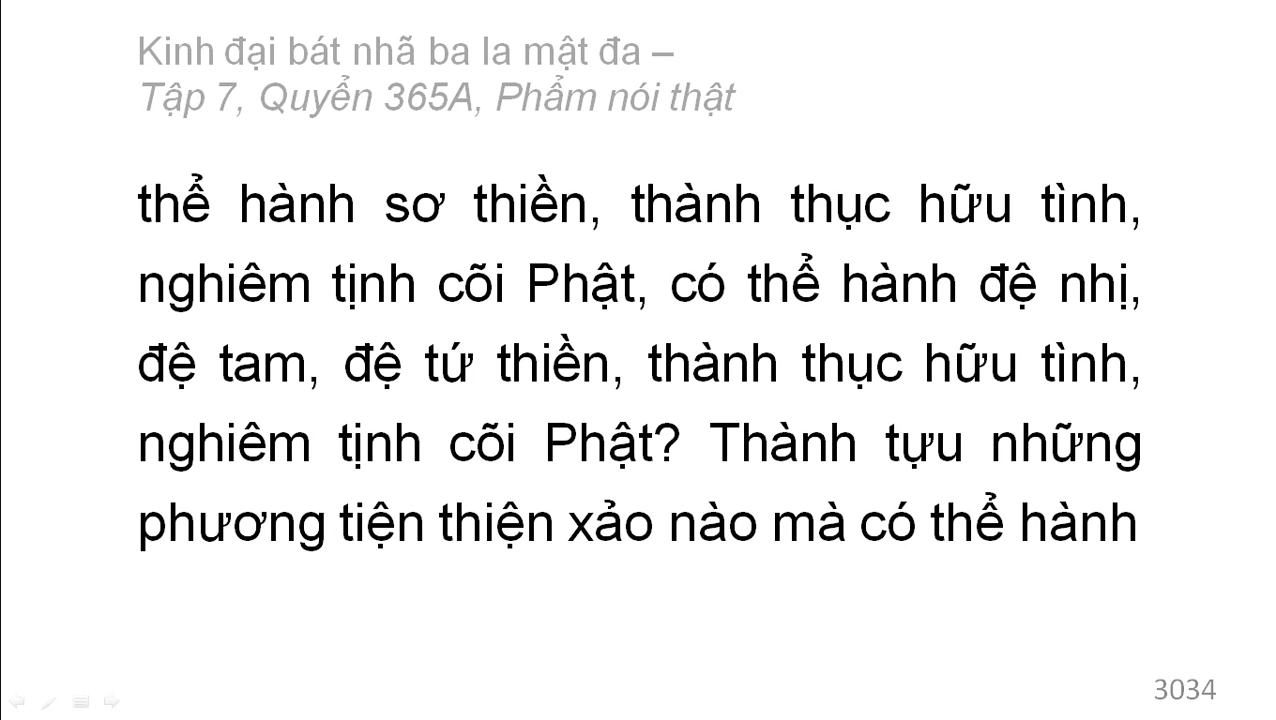 Kinh đại bát nhã ba la mật đa –
Tập 7, Quyển 365A, Phẩm nói thật
thể hành sơ thiền, thành thục hữu tình,
nghiêm tịnh cõi Phật, có thể hành đệ nhị,
đệ tam, đệ tứ thiền, thành thục hữu tình,
nghiêm tịnh cõi Phật? Thành tựu những
phương tiện thiện xảo nào mà có thể hành
3034